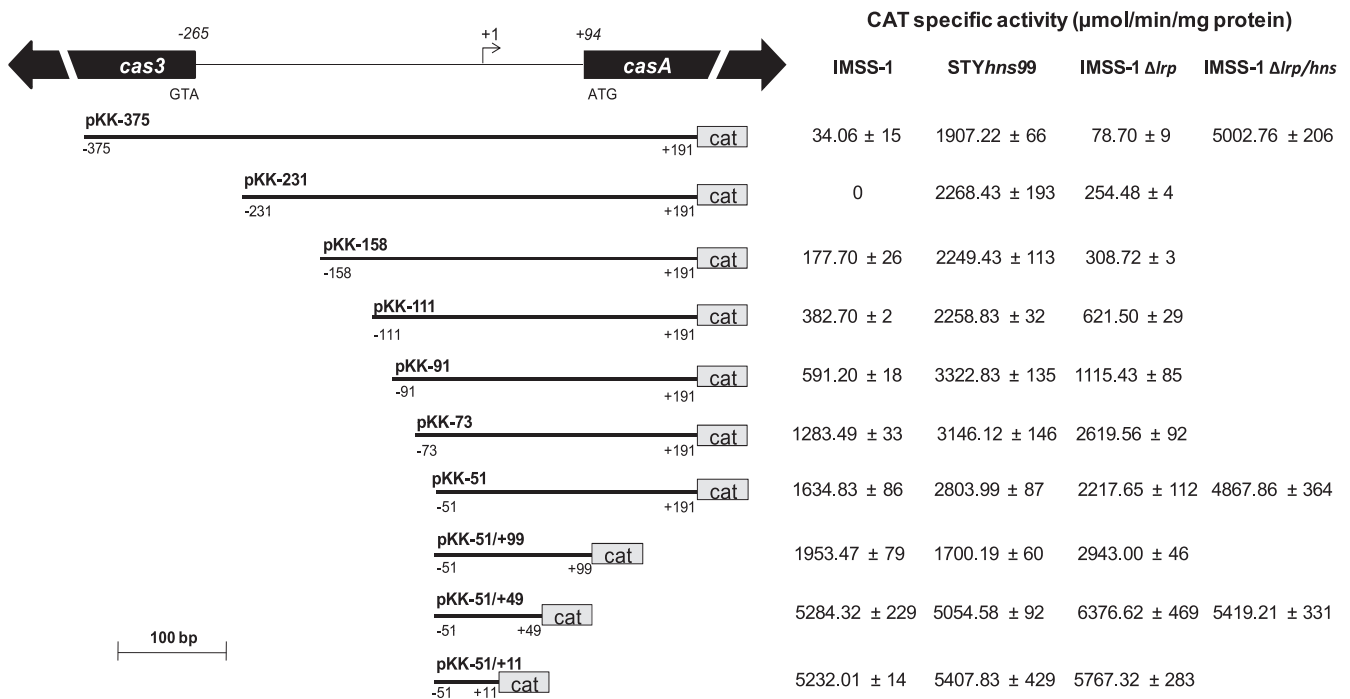 CAT specific activity (µmol/min/mg protein)
-265 +1 +94
cas3 casA
GTA ATG
IMSS-1 STYhns99 IMSS-1 Δlrp IMSS-1 Δlrp/hns
pKK-375
cat
-375 +191
34.06 ± 15 1907.22 ± 66 78.70 ± 9 5002.76 ± 206
pKK-231
cat
-231 +191
0 2268.43 ± 193 254.48 ± 4
pKK-158
cat
-158 +191
177.70 ± 26 2249.43 ± 113 308.72 ± 3
pKK-111
cat
-111 +191
382.70 ± 2 2258.83 ± 32 621.50 ± 29
pKK-91
cat
-91 +191
591.20 ± 18 3322.83 ± 135 1115.43 ± 85
pKK-73
cat
-73 +191
1283.49 ± 33 3146.12 ± 146 2619.56 ± 92
pKK-51
cat
-51 +191
1634.83 ± 86 2803.99 ± 87 2217.65 ± 112 4867.86 ± 364
pKK-51/+99
cat
-51 +99
1953.47 ± 79 1700.19 ± 60 2943.00 ± 46
pKK-51/+49
cat
-51 +49
5284.32 ± 229 5054.58 ± 92 6376.62 ± 469 5419.21 ± 331
100 bp
pKK-51/+11
cat
-51 +11
5232.01 ± 14 5407.83 ± 429 5767.32 ± 283